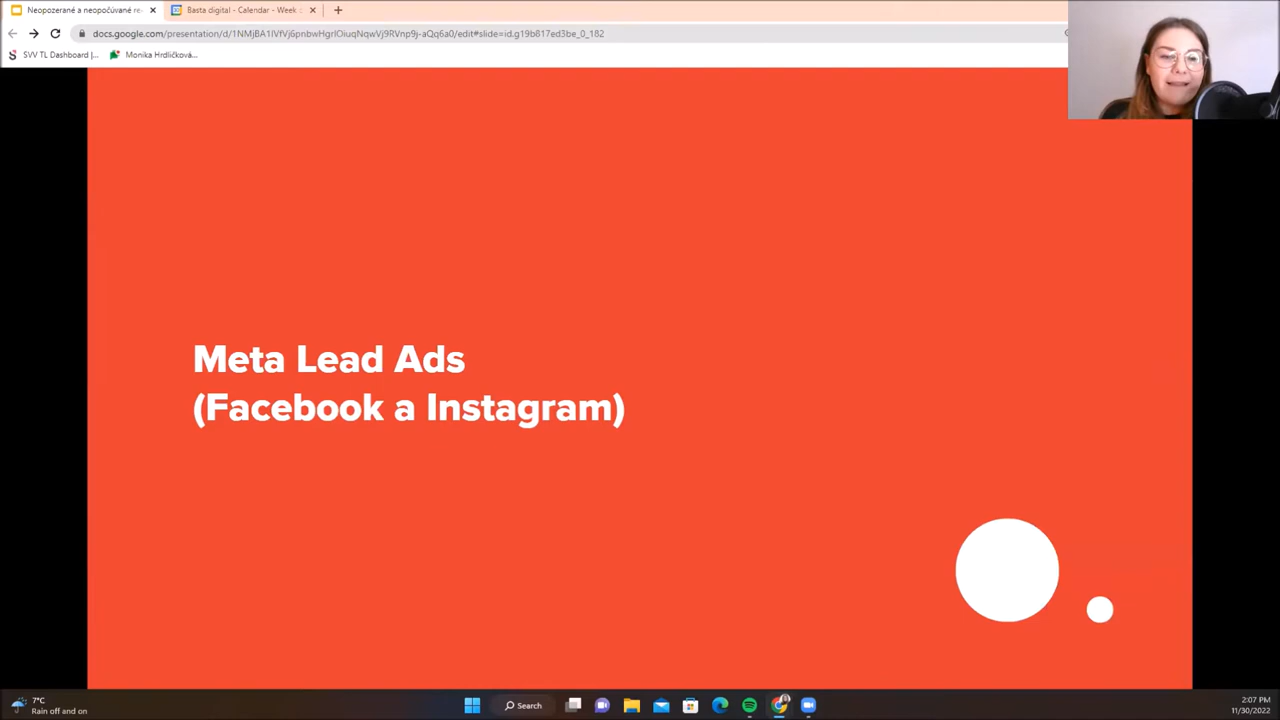 Neopozerané a neopočúvané re
Basta digital - Calendar - Week
docs.google.com/presentation/d/1NMjBA1IVfVj6pnbwHgrlOiuqNqwVj9RVnp9j-aQq6a0/edit#slide=id.g19b817ed3be_0_182
SVV TL Dashboard |...
Monika Hrdličková...
Meta Lead Ads
(Facebook a Instagram)
7°C
Rain off and on
Search
2:07 PM
11/30/2022